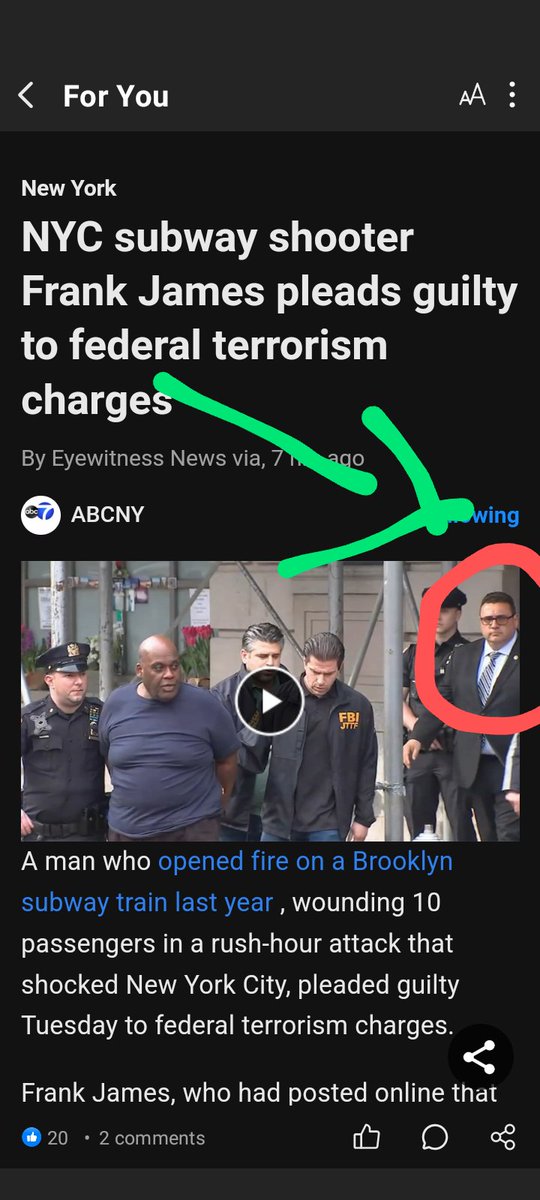 For You
AA
New York
NYC subway shooter
Frank James pleads guilty
to federal terrorism
charges
By Eyewitness News via, 7 ago
abc 7
ABCNY
FBI
JTTF
A man who opened fire on a Brooklyn
subway train last year , wounding 10
passengers in a rush-hour attack that
shocked New York City, pleaded guilty
Tuesday to federal terrorism charges.
Frank James, who had posted online that
20 • 2 comments